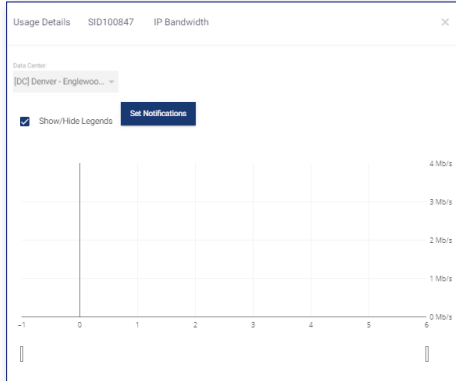 Usage Details SID100847 IP Bandwidth ×
Data Center
[DC] Denver - Englewoo...
Show/Hide Legends Set Notifications
4 Mb/s
3 Mb/s
2 Mb/s
1 Mb/s
0 Mb/s
-1 0 1 2 3 4 5 6